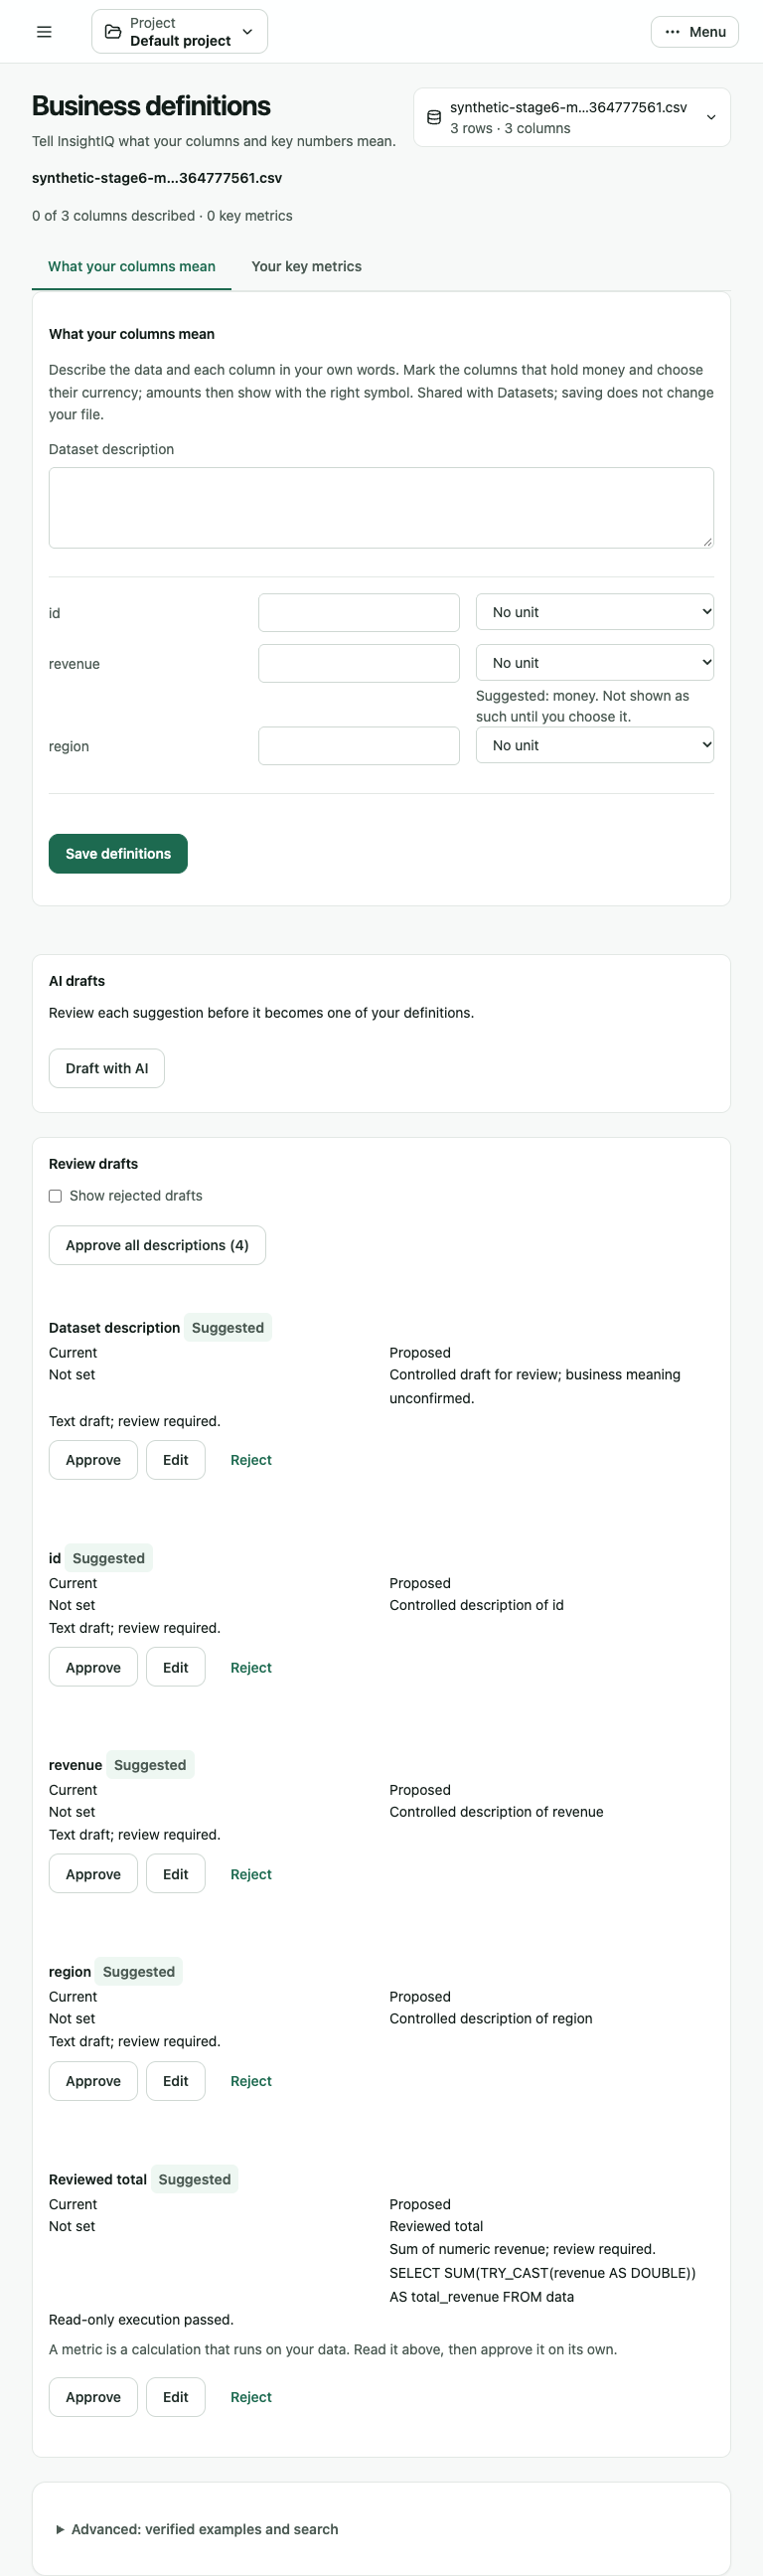 Project
Default project
Menu
Business definitions
Tell InsightIQ what your columns and key numbers mean.
synthetic-stage6-m...364777561.csv
3 rows · 3 columns
synthetic-stage6-m...364777561.csv
0 of 3 columns described · 0 key metrics
What your columns mean
Your key metrics
What your columns mean
Describe the data and each column in your own words. Mark the columns that hold money and choose
their currency; amounts then show with the right symbol. Shared with Datasets; saving does not change
your file.
Dataset description
id
No unit
revenue
No unit
Suggested: money. Not shown as
such until you choose it.
region
No unit
Save definitions
AI drafts
Review each suggestion before it becomes one of your definitions.
Draft with AI
Review drafts
Show rejected drafts
Approve all descriptions (4)
Dataset description Suggested
Current
Proposed
Not set
Controlled draft for review; business meaning
unconfirmed.
Text draft; review required.
Approve
Edit
Reject
id Suggested
Current
Proposed
Not set
Controlled description of id
Text draft; review required.
Approve
Edit
Reject
revenue Suggested
Current
Proposed
Not set
Controlled description of revenue
Text draft; review required.
Approve
Edit
Reject
region Suggested
Current
Proposed
Not set
Controlled description of region
Text draft; review required.
Approve
Edit
Reject
Reviewed total Suggested
Current
Proposed
Not set
Reviewed total
Sum of numeric revenue; review required.
SELECT SUM(TRY_CAST(revenue AS DOUBLE))
AS total_revenue FROM data
Read-only execution passed.
A metric is a calculation that runs on your data. Read it above, then approve it on its own.
Approve
Edit
Reject
Advanced: verified examples and search